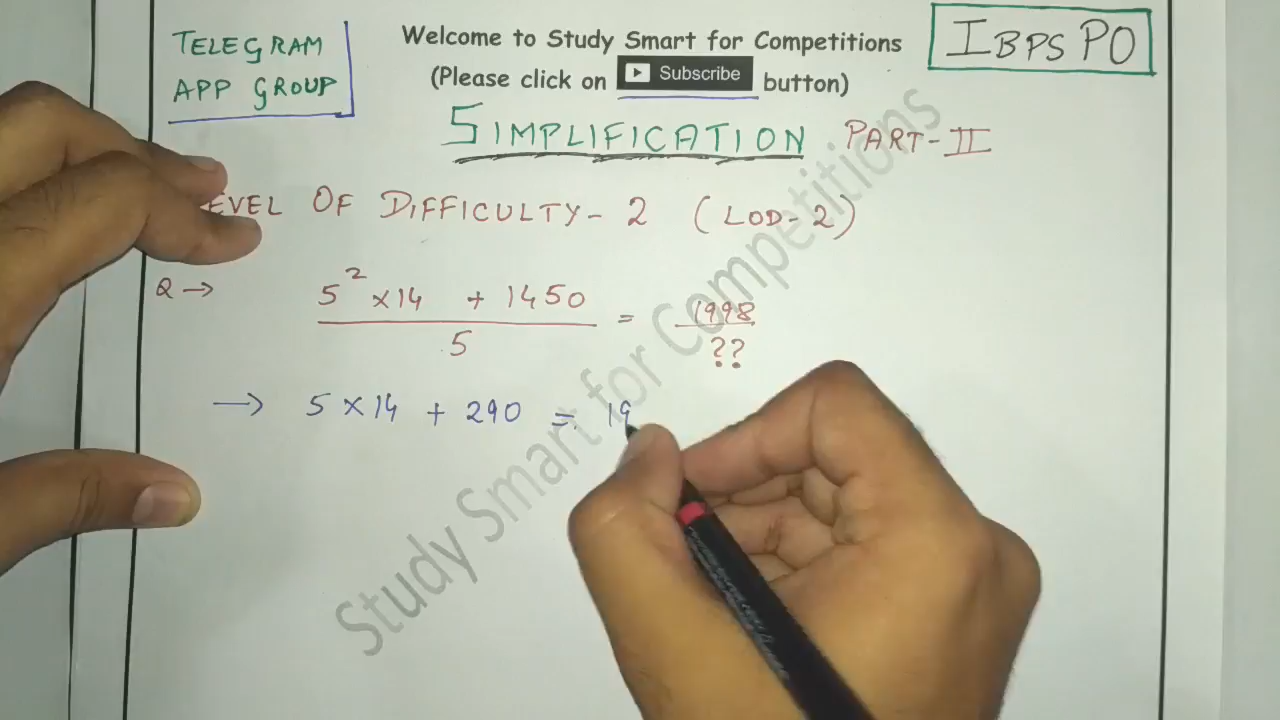 TELEGRAM
APP GROUP
Welcome to Study Smart for Competitions
(Please click on Subscribe button)
IBPS PO
SIMPLIFICATION PART-II
EVEL OF DIFFICULTY-2 (LOD-2)
Q → 5² ×14 + 1450 / 5 = 1998 / ??
→ 5×14 + 290 = 19
Study Smart for Competitions